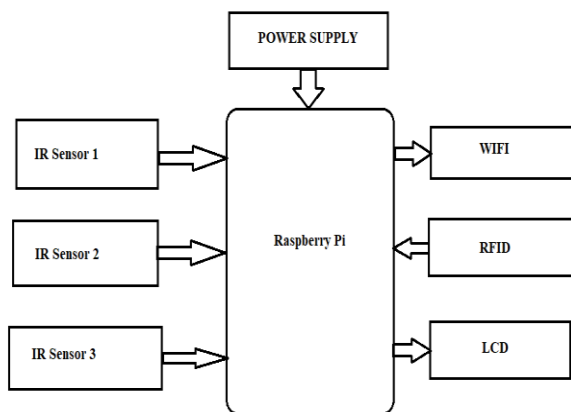 POWER SUPPLY
IR Sensor 1
WIFI
IR Sensor 2
Raspberry Pi
RFID
IR Sensor 3
LCD